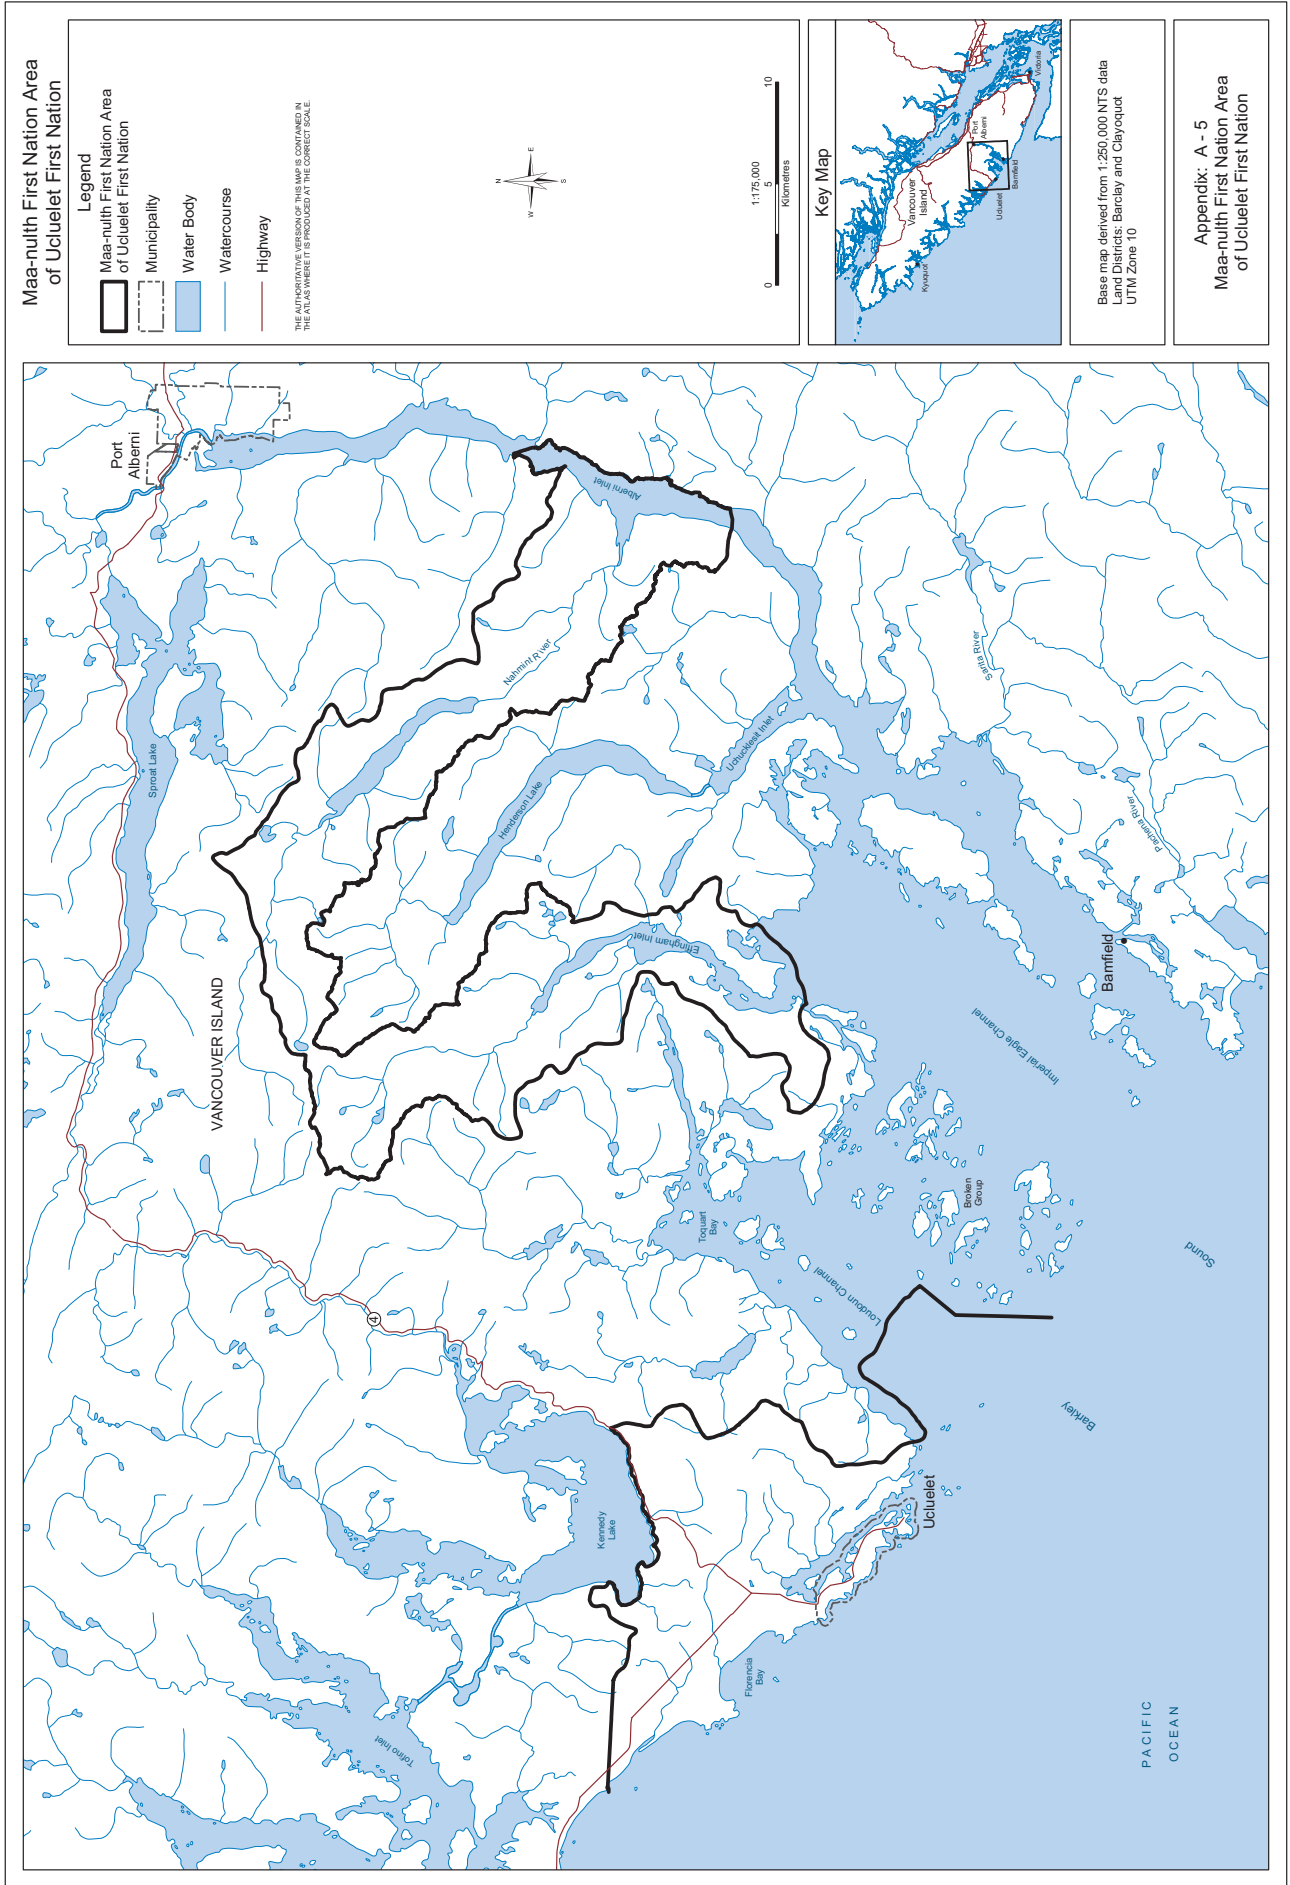 Maa-nulth First Nation Area
of Ucluelet First Nation
Legend
Maa-nulth First Nation Area
of Ucluelet First Nation
Municipality
Water Body
Watercourse
Highway
THE AUTHORITATIVE VERSION OF THIS MAP IS CONTAINED IN
THE ATLAS WHERE IT IS PRODUCED AT THE CORRECT SCALE.
N
W
E
S
1:175,000
0
5
10
Kilometres
Key Map
Kyuquot
Vancouver
Island
Port
Alberni
Ucluelet
Bamfield
Victoria
Base map derived from 1:250,000 NTS data
Land Districts: Barclay and Clayoquot
UTM Zone 10
Appendix: A - 5
Maa-nulth First Nation Area
of Ucluelet First Nation
Port
Alberni
Sproat Lake
VANCOUVER ISLAND
Alberni Inlet
Nahmint River
Henderson Lake
Uchucklesit Inlet
Effingham Inlet
Sarita River
Pachena River
Bamfield
Imperial Eagle Channel
Broken
Group
Toquart
Bay
Loudoun Channel
4
Kennedy
Lake
Tofino Inlet
Florencia
Bay
Ucluelet
Barkley
Sound
PACIFIC
OCEAN